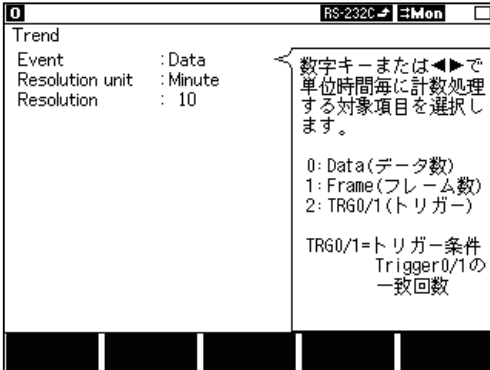 0 RS-232C Mon
Trend
Event :Data
Resolution unit :Minute
Resolution : 10
数字キーまたは◀▶で
単位時間毎に計数処理
する対象項目を選択し
ます。
0:Data(データ数)
1:Frame(フレーム数)
2:TRG0/1(トリガー)
TRG0/1=トリガー条件
Trigger0/1の
一致回数